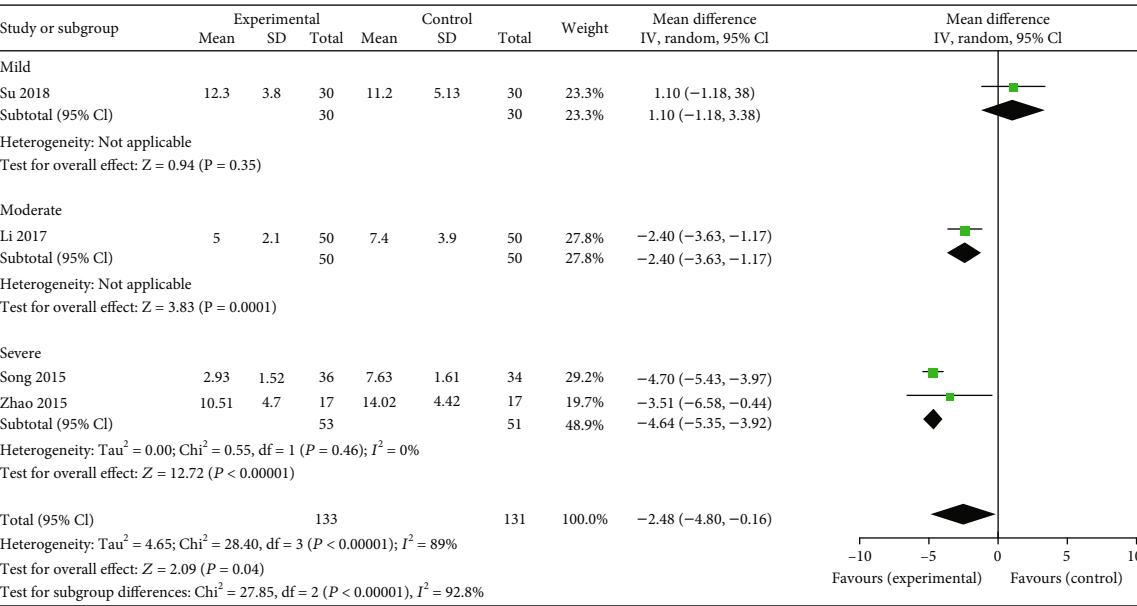 Study or subgroup Experimental Control Weight Mean difference Mean difference
Mean SD Total Mean SD Total IV, random, 95% Cl IV, random, 95% Cl
Mild
Su 2018 12.3 3.8 30 11.2 5.13 30 23.3% 1.10 (−1.18, 38)
Subtotal (95% Cl) 30 30 23.3% 1.10 (−1.18, 3.38)
Heterogeneity: Not applicable
Test for overall effect: Z = 0.94 (P = 0.35)
Moderate
Li 2017 5 2.1 50 7.4 3.9 50 27.8% −2.40 (−3.63, −1.17)
Subtotal (95% Cl) 50 50 27.8% −2.40 (−3.63, −1.17)
Heterogeneity: Not applicable
Test for overall effect: Z = 3.83 (P = 0.0001)
Severe
Song 2015 2.93 1.52 36 7.63 1.61 34 29.2% −4.70 (−5.43, −3.97)
Zhao 2015 10.51 4.7 17 14.02 4.42 17 19.7% −3.51 (−6.58, −0.44)
Subtotal (95% Cl) 53 51 48.9% −4.64 (−5.35, −3.92)
Heterogeneity: Tau² = 0.00; Chi² = 0.55, df = 1 (P = 0.46); I² = 0%
Test for overall effect: Z = 12.72 (P < 0.00001)
Total (95% Cl) 133 131 100.0% −2.48 (−4.80, −0.16)
Heterogeneity: Tau² = 4.65; Chi² = 28.40, df = 3 (P < 0.00001); I² = 89%
Test for overall effect: Z = 2.09 (P = 0.04)
Test for subgroup differences: Chi² = 27.85, df = 2 (P < 0.00001), I² = 92.8%
−10 −5 0 5 10
Favours (experimental) Favours (control)